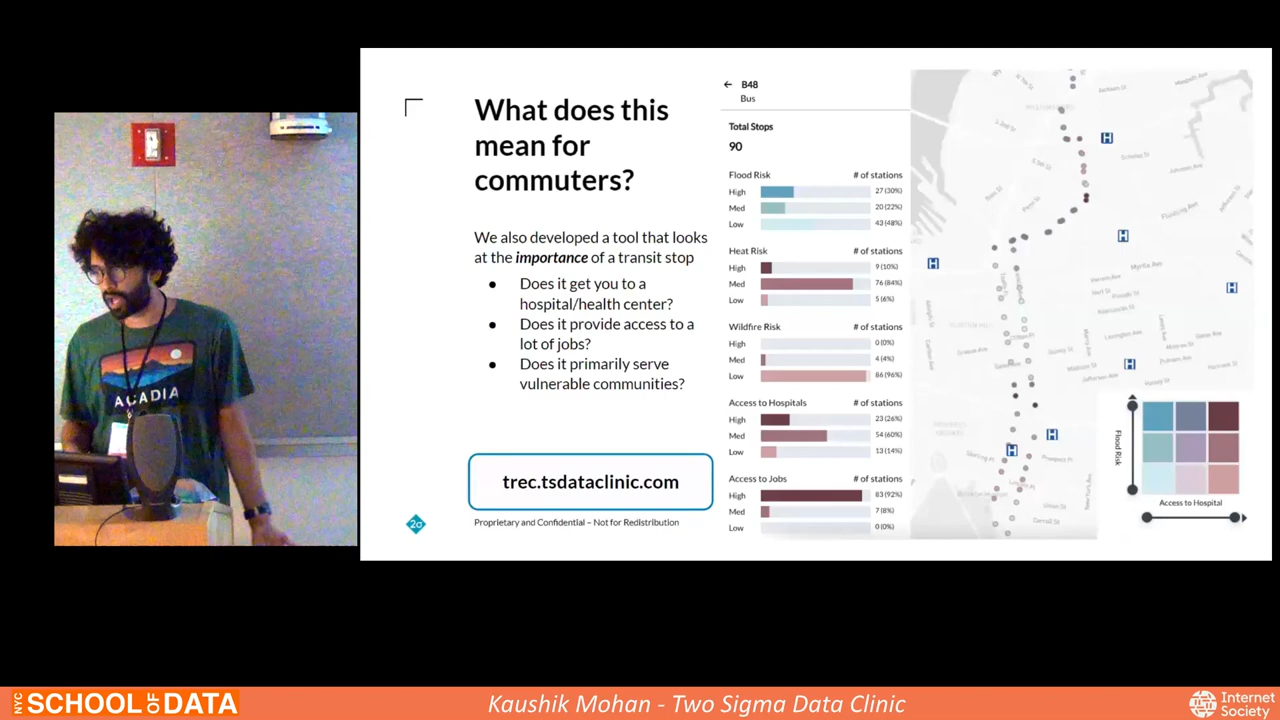 What does this
mean for
commuters?
We also developed a tool that looks
at the importance of a transit stop
● Does it get you to a
hospital/health center?
● Does it provide access to a
lot of jobs?
● Does it primarily serve
vulnerable communities?
trec.tsdataclinic.com
2σ
Proprietary and Confidential – Not for Redistribution
← B48
Bus
Total Stops
90
Flood Risk # of stations
High 27 (30%)
Med 20 (22%)
Low 43 (48%)
Heat Risk # of stations
High 9 (10%)
Med 76 (84%)
Low 5 (6%)
Wildfire Risk # of stations
High 0 (0%)
Med 4 (4%)
Low 86 (96%)
Access to Hospitals # of stations
High 23 (26%)
Med 54 (60%)
Low 13 (14%)
Access to Jobs # of stations
High 83 (92%)
Med 7 (8%)
Low 0 (0%)
H
H
H
H
H
H
H
Myrtle Ave
Lexington Ave
Flood Risk
Access to Hospital
ACADIA
NYC SCHOOL OF DATA
Kaushik Mohan - Two Sigma Data Clinic
Internet
Society